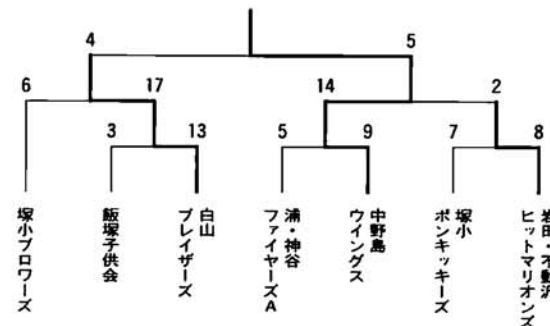 4 5
6 17 14 2
3 13 5 9 7 8
塚小ブロワーズ
飯塚子供会
白山
ブレイザーズ
浦・神谷
ファイヤーズA
中野島
ウイングス
塚小
ポンキッキーズ
岩田・不動沢
ヒットマリオンズ